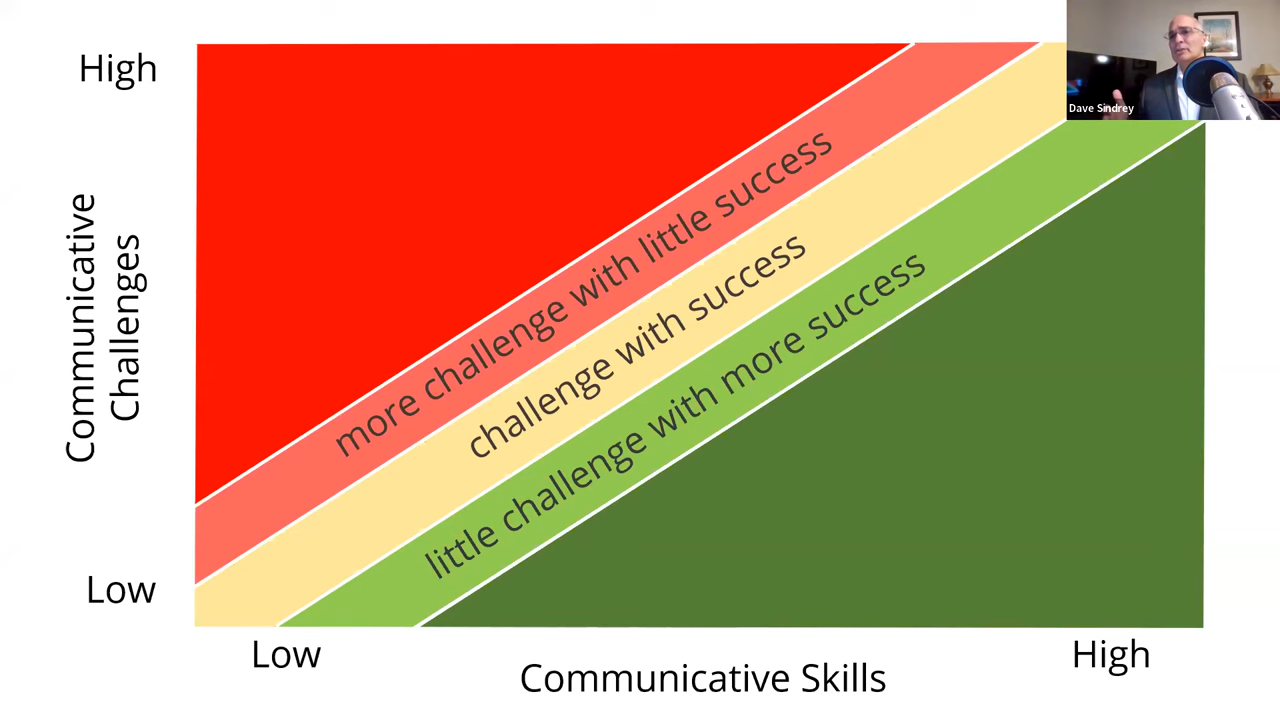 High
Dave Sindrey
more challenge with little success
challenge with success
little challenge with more success
Communicative
Challenges
Low
Low
High
Communicative Skills